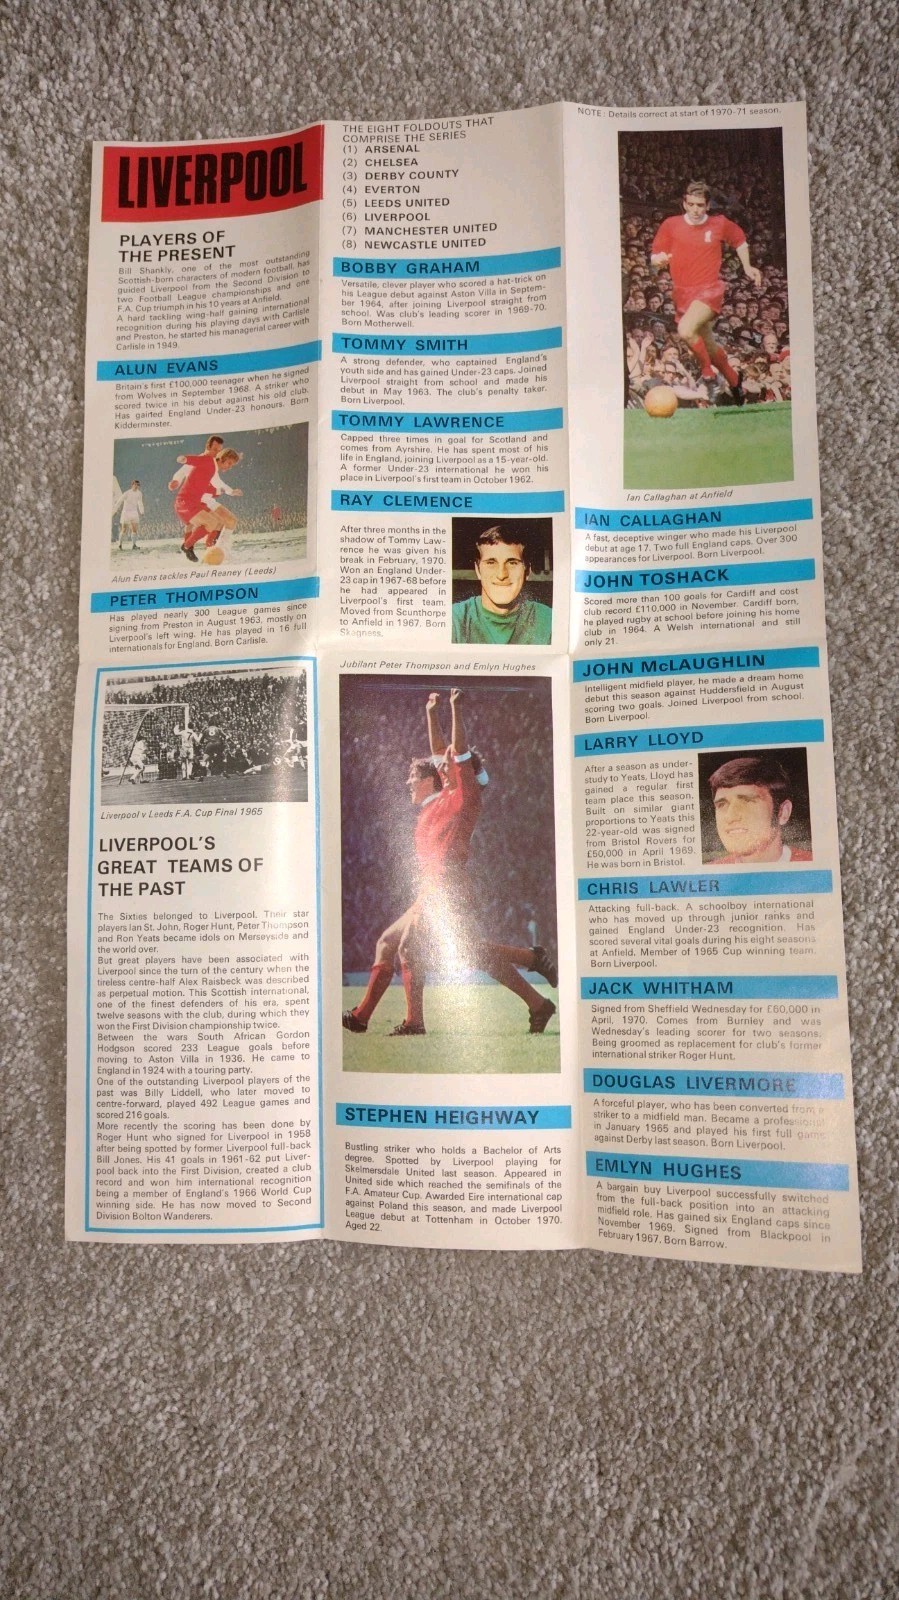 LIVERPOOL
PLAYERS OF
THE PRESENT
Bill Shankly, one of the most outstanding
Scottish-born characters of modern football, has
guided Liverpool from the Second Division to
two Football League championships and one
F.A. Cup triumph in his 10 years at Anfield.
A hard tackling wing-half gaining international
recognition during his playing days with Carlisle
and Preston, he started his managerial career with
Carlisle in 1949.
ALUN EVANS
Britain's first £100,000 teenager when he signed
from Wolves in September 1968. A striker who
scored twice in his debut against his old club.
Has gained England Under-23 honours. Born
Kidderminster.
Alun Evans tackles Paul Reaney (Leeds)
PETER THOMPSON
Has played nearly 300 League games since
signing from Preston in August 1963, mostly on
Liverpool's left wing. He has played in 16 full
internationals for England. Born Carlisle.
Liverpool v Leeds F.A. Cup Final 1965
LIVERPOOL'S
GREAT TEAMS OF
THE PAST
The Sixties belonged to Liverpool. Their star
players Ian St. John, Roger Hunt, Peter Thompson
and Ron Yeats became idols on Merseyside and
the world over.
But great players have been associated with
Liverpool since the turn of the century when the
tireless centre-half Alex Raisbeck was described
as perpetual motion. This Scottish international,
one of the finest defenders of his era, spent
twelve seasons with the club, during which they
won the First Division championship twice.
Between the wars South African Gordon
Hodgson scored 233 League goals before
moving to Aston Villa in 1936. He came to
England in 1924 with a touring party.
One of the outstanding Liverpool players of the
past was Billy Liddell, who later moved to
centre-forward, played 492 League games and
scored 216 goals.
More recently the scoring has been done by
Roger Hunt who signed for Liverpool in 1958
after being spotted by former Liverpool full-back
Bill Jones. His 41 goals in 1961-62 put Liver-
pool back into the First Division, created a club
record and won him international recognition
being a member of England's 1966 World Cup
winning side. He has now moved to Second
Division Bolton Wanderers.
THE EIGHT FOLDOUTS THAT
COMPRISE THE SERIES
(1) ARSENAL
(2) CHELSEA
(3) DERBY COUNTY
(4) EVERTON
(5) LEEDS UNITED
(6) LIVERPOOL
(7) MANCHESTER UNITED
(8) NEWCASTLE UNITED
BOBBY GRAHAM
Versatile, clever player who scored a hat-trick on
his League debut against Aston Villa in Septem-
ber 1964, after joining Liverpool straight from
school. Was club's leading scorer in 1969-70.
Born Motherwell.
TOMMY SMITH
A strong defender, who captained England's
youth side and has gained Under-23 caps. Joined
Liverpool straight from school and made his
debut in May 1963. The club's penalty taker.
Born Liverpool.
TOMMY LAWRENCE
Capped three times in goal for Scotland and
comes from Ayrshire. He has spent most of his
life in England, joining Liverpool as a 15-year-old.
A former Under-23 international he won his
place in Liverpool's first team in October 1962.
RAY CLEMENCE
After three months in the
shadow of Tommy Law-
rence he was given his
break in February, 1970.
Won an England Under-
23 cap in 1967-68 before
he had appeared in
Liverpool's first team.
Moved from Scunthorpe
to Anfield in 1967. Born
Skegness.
Jubilant Peter Thompson and Emlyn Hughes
STEPHEN HEIGHWAY
Bustling striker who holds a Bachelor of Arts
degree. Spotted by Liverpool playing for
Skelmersdale United last season. Appeared in
United side which reached the semifinals of the
F.A. Amateur Cup. Awarded Eire international cap
against Poland this season, and made Liverpool
League debut at Tottenham in October 1970.
Aged 22.
NOTE: Details correct at start of 1970-71 season.
Ian Callaghan at Anfield
IAN CALLAGHAN
A fast, deceptive winger who made his Liverpool
debut at age 17. Two full England caps. Over 300
appearances for Liverpool. Born Liverpool.
JOHN TOSHACK
Scored more than 100 goals for Cardiff and cost
club record £110,000 in November. Cardiff born,
he played rugby at school before joining his home
club in 1964. A Welsh international and still
only 21.
JOHN McLAUGHLIN
Intelligent midfield player, he made a dream home
debut this season against Huddersfield in August
scoring two goals. Joined Liverpool from school.
Born Liverpool.
LARRY LLOYD
After a season as under-
study to Yeats, Lloyd has
gained a regular first
team place this season.
Built on similar giant
proportions to Yeats this
22-year-old was signed
from Bristol Rovers for
£50,000 in April 1969.
He was born in Bristol.
CHRIS LAWLER
Attacking full-back. A schoolboy international
who has moved up through junior ranks and
gained England Under-23 recognition. Has
scored several vital goals during his eight seasons
at Anfield. Member of 1965 Cup winning team.
Born Liverpool.
JACK WHITHAM
Signed from Sheffield Wednesday for £60,000 in
April, 1970. Comes from Burnley and was
Wednesday's leading scorer for two seasons.
Being groomed as replacement for club's former
international striker Roger Hunt.
DOUGLAS LIVERMORE
A forceful player, who has been converted from a
striker to a midfield man. Became a professional
in January 1965 and played his first full game
against Derby last season. Born Liverpool.
EMLYN HUGHES
A bargain buy Liverpool successfully switched
from the full-back position into an attacking
midfield role. Has gained six England caps since
November 1969. Signed from Blackpool in
February 1967. Born Barrow.